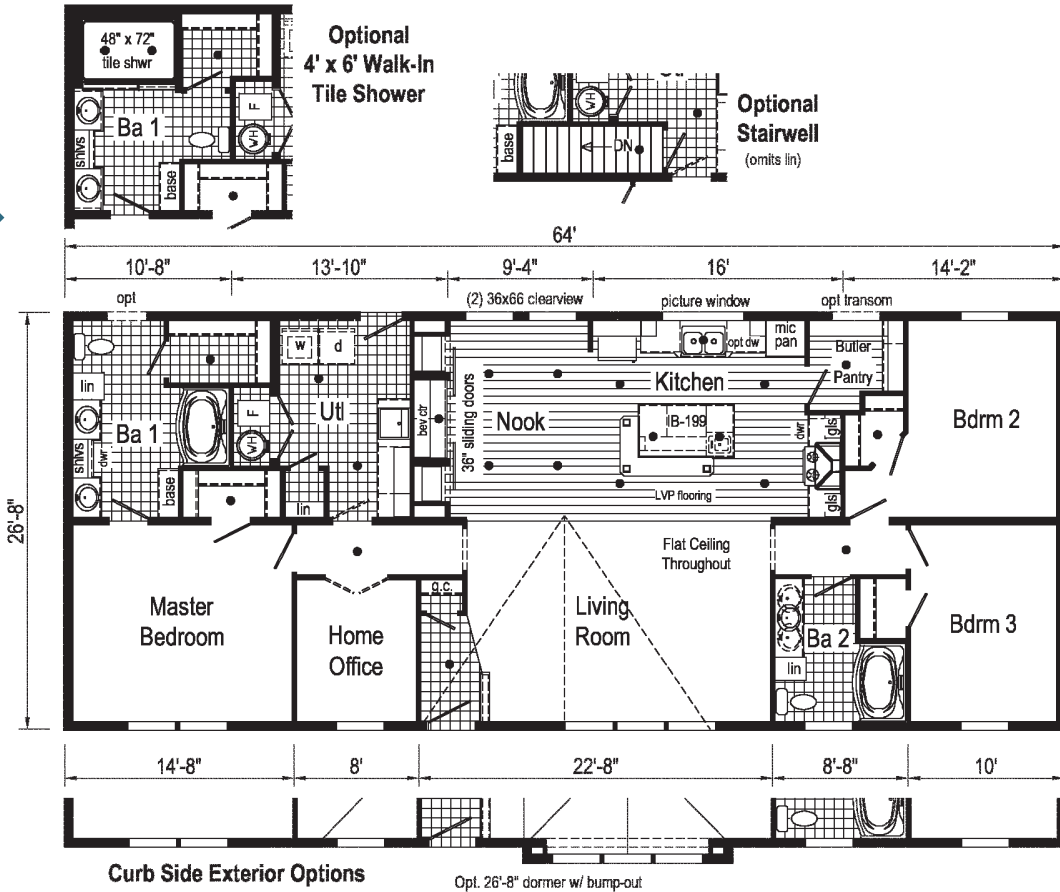 48" x 72"
tile shwr
Ba 1
shlvs
base
F
WH
Optional
4' x 6' Walk-In
Tile Shower
Utl
WH
base
DN
Optional
Stairwell
(omits lin)
64'
10'-8"
13'-10"
9'-4"
16'
14'-2"
opt
(2) 36x66 clearview
picture window
opt transom
26'-8"
lin
Ba 1
shlvs
dwr
base
w
d
F
WH
Utl
lin
bev ctr
36" sliding doors
Nook
Kitchen
opt dw
mic
pan
Butler
Pantry
IB-199
LVP flooring
dwr
gls
gls
Bdrm 2
Master
Bedroom
Home
Office
g.c.
Living
Room
Flat Ceiling
Throughout
Ba 2
lin
Bdrm 3
14'-8"
8'
22'-8"
8'-8"
10'
Curb Side Exterior Options
Opt. 26'-8" dormer w/ bump-out